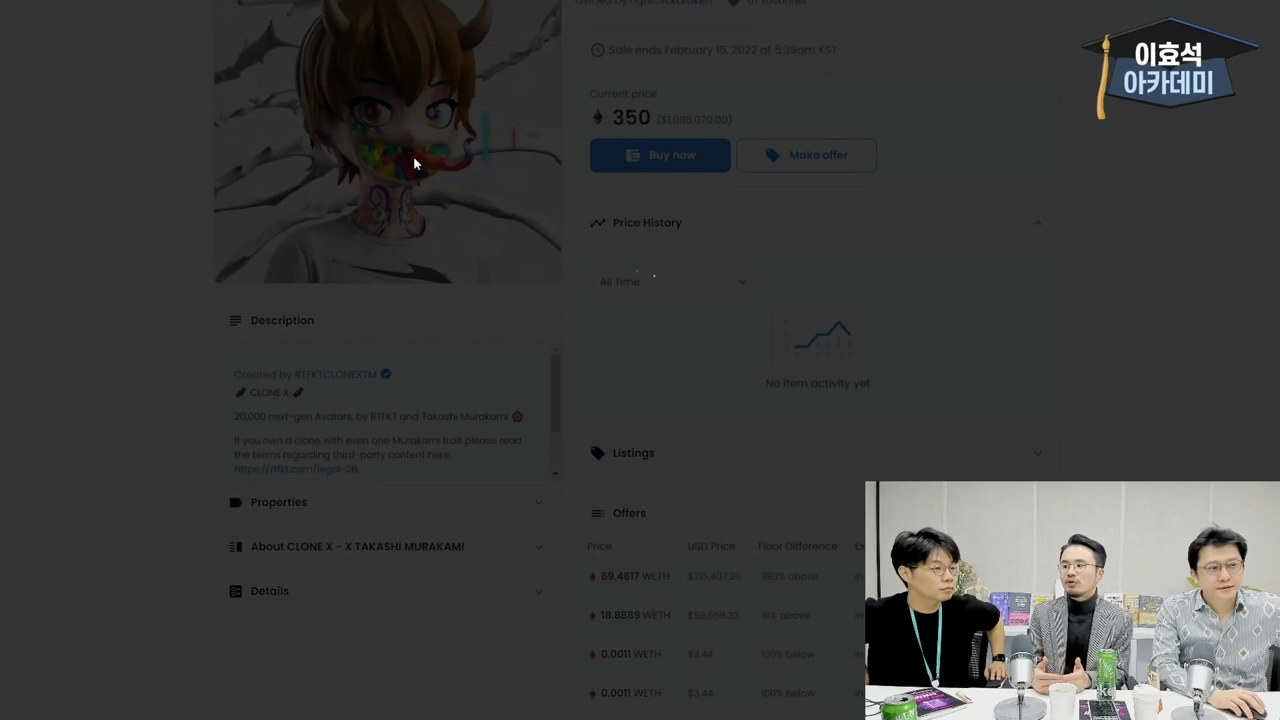 이효석
아카데미
Sale ends February 15, 2022 at 5:39am KST
Current price
350 ($1,085,070.00)
Buy now
Make offer
Price History
All Time
No item activity yet
Description
Created by RTFKTCLONEXTM
CLONE X
20,000 next-gen Avatars, by RTFKT and Takashi Murakami
If you own a clone with even one Murakami trait please read
the terms regarding third-party content here:
https://rtfkt.com/legal-2B.
Properties
About CLONE X - X TAKASHI MURAKAMI
Details
Listings
Offers
Price USD Price Floor Difference
69.4817 WETH $215,407.26 382% above
18.8889 WETH 31% above
0.0011 WETH $3.44 100% below
0.0011 WETH $3.44 100% below